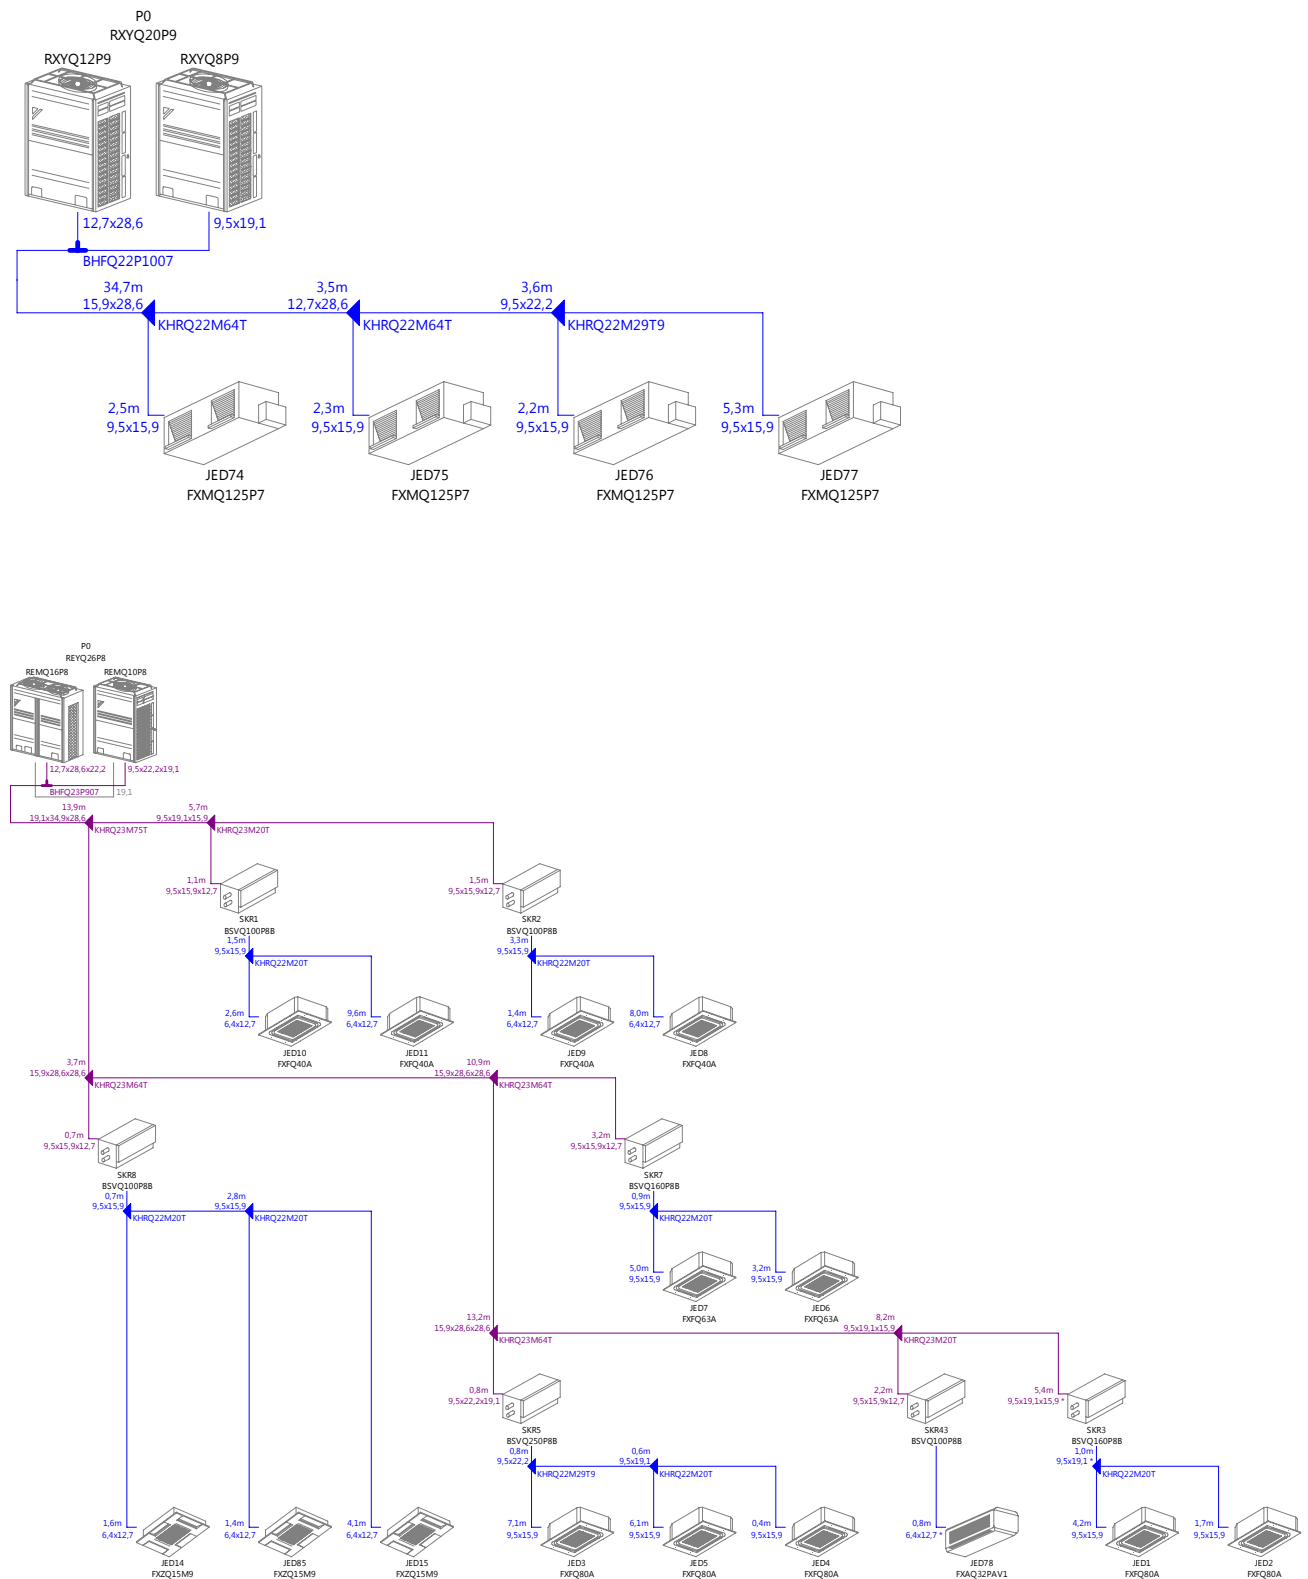 P0
RXYQ20P9
RXYQ12P9
RXYQ8P9
12,7x28,6
9,5x19,1
BHFQ22P1007
34,7m
15,9x28,6
KHRQ22M64T
3,5m
12,7x28,6
KHRQ22M64T
3,6m
9,5x22,2
KHRQ22M29T9
2,5m
9,5x15,9
2,3m
9,5x15,9
2,2m
9,5x15,9
5,3m
9,5x15,9
JED74
FXMQ125P7
JED75
FXMQ125P7
JED76
FXMQ125P7
JED77
FXMQ125P7
P0
REYQ26P8
REMQ16P8
REMQ10P8
12,7x28,6x22,2
9,5x22,2x19,1
BHFQ23P907
19,1
13,9m
19,1x34,9x28,6
KHRQ23M75T
5,7m
9,5x19,1x15,9
KHRQ23M20T
1,1m
9,5x15,9x12,7
SKR1
BSVQ100P8B
1,5m
9,5x15,9x12,7
SKR2
BSVQ100P8B
1,5m
9,5x15,9
KHRQ22M20T
3,3m
9,5x15,9
KHRQ22M20T
2,6m
6,4x12,7
9,6m
6,4x12,7
1,4m
6,4x12,7
8,0m
6,4x12,7
JED10
FXFQ40A
JED11
FXFQ40A
JED9
FXFQ40A
JED8
FXFQ40A
3,7m
15,9x28,6x28,6
KHRQ23M64T
10,9m
15,9x28,6x28,6
KHRQ23M64T
0,7m
9,5x15,9x12,7
SKR8
BSVQ100P8B
3,2m
9,5x15,9x12,7
SKR7
BSVQ160P8B
0,7m
9,5x15,9
KHRQ22M20T
2,8m
9,5x15,9
KHRQ22M20T
0,9m
9,5x15,9
KHRQ22M20T
5,0m
9,5x15,9
3,2m
9,5x15,9
JED7
FXFQ63A
JED6
FXFQ63A
13,2m
15,9x28,6x28,6
KHRQ23M64T
8,2m
9,5x19,1x15,9
KHRQ23M20T
0,8m
9,5x22,2x19,1
SKR5
BSVQ250P8B
2,2m
9,5x15,9x12,7
SKR43
BSVQ100P8B
5,4m
9,5x19,1x15,9 *
SKR3
BSVQ160P8B
0,8m
9,5x22,2
KHRQ22M29T9
0,6m
9,5x19,1
KHRQ22M20T
1,0m
9,5x19,1 *
KHRQ22M20T
1,6m
6,4x12,7
1,4m
6,4x12,7
4,1m
6,4x12,7
7,1m
9,5x15,9
6,1m
9,5x15,9
0,4m
9,5x15,9
0,8m
6,4x12,7 *
4,2m
9,5x15,9
1,7m
9,5x15,9
JED14
FXZQ15M9
JED85
FXZQ15M9
JED15
FXZQ15M9
JED3
FXFQ80A
JED5
FXFQ80A
JED4
FXFQ80A
JED78
FXAQ32PAV1
JED1
FXFQ80A
JED2
FXFQ80A